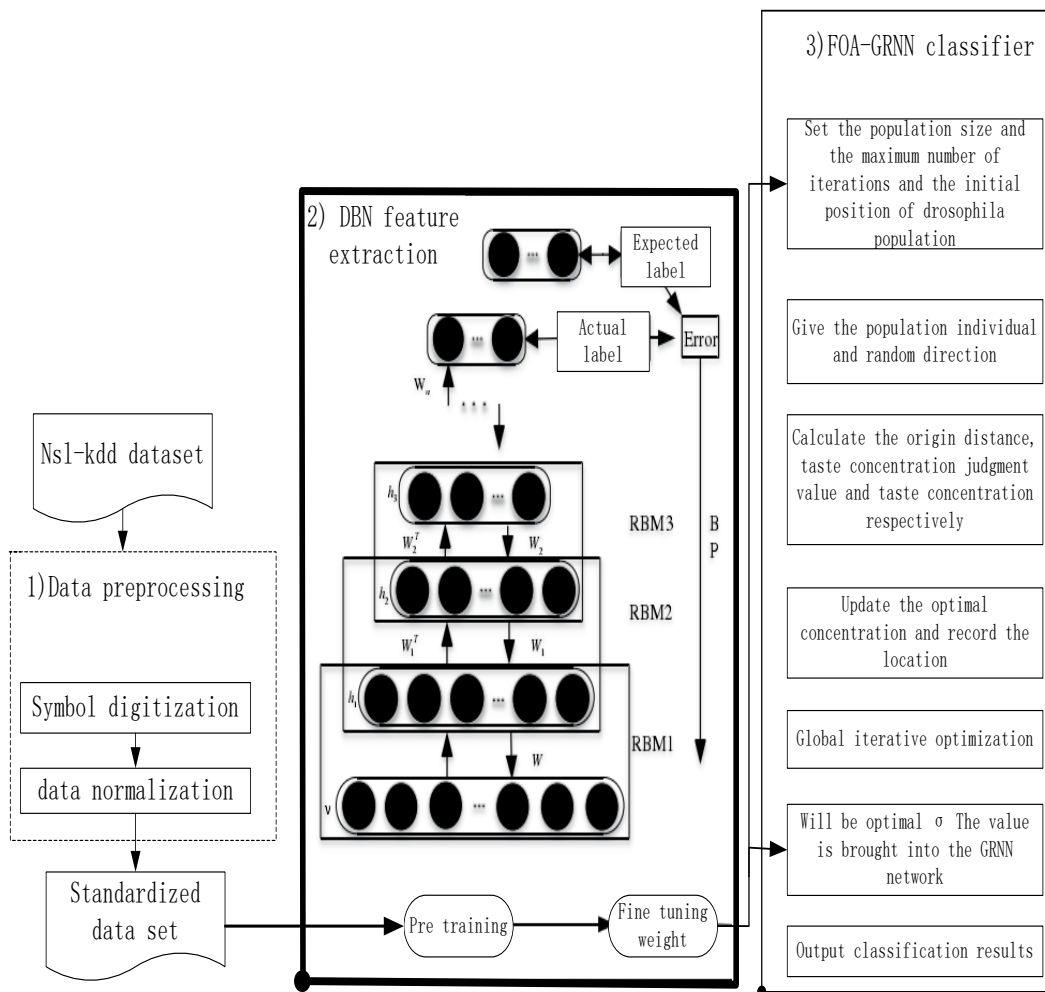 Nsl-kdd dataset
1)Data preprocessing
Symbol digitization
data normalization
Standardized
data set
2) DBN feature
extraction
...
Expected
label
...
Actual
label
Error
Wn
....
h3
...
RBM3
W2T
W2
h2
...
RBM2
W1T
W1
h1
...
RBM1
W
v
...
B
P
Pre training
Fine tuning
weight
3)FOA-GRNN classifier
Set the population size and
the maximum number of
iterations and the initial
position of drosophila
population
Give the population individual
and random direction
Calculate the origin distance,
taste concentration judgment
value and taste concentration
respectively
Update the optimal
concentration and record the
location
Global iterative optimization
Will be optimal σ The value
is brought into the GRNN
network
Output classification results